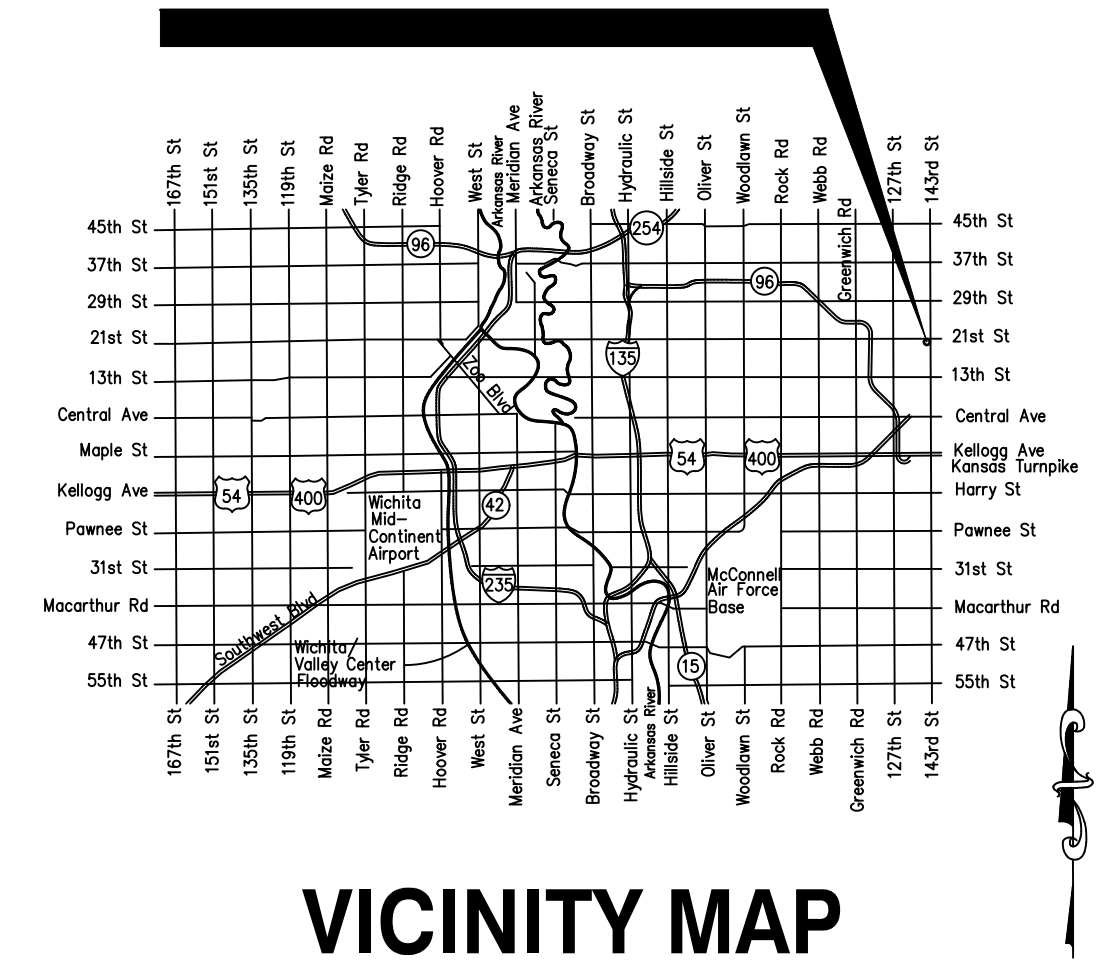 167th St
151st St
135th St
119th St
Maize Rd
Tyler Rd
Ridge Rd
Hoover Rd
West St
Arkansas River
Meridian Ave
Arkansas River
Seneca St
Broadway St
Hydraulic St
Hillside St
Oliver St
Woodlawn St
Rock Rd
Webb Rd
Greenwich Rd
127th St
143rd St
45th St
37th St
29th St
21st St
13th St
Central Ave
Maple St
Kellogg Ave
Pawnee St
31st St
Macarthur Rd
47th St
55th St
96
254
96
135
Zoo Blvd
54
400
54
400
42
Wichita
Mid-
Continent
Airport
235
McConnell
Air Force
Base
Southwest Blvd
Wichita/
Valley Center
Floodway
15
Arkansas River
45th St
37th St
29th St
21st St
13th St
Central Ave
Kellogg Ave
Kansas Turnpike
Harry St
Pawnee St
31st St
Macarthur Rd
47th St
55th St
167th St
151st St
135th St
119th St
Maize Rd
Tyler Rd
Ridge Rd
Hoover Rd
West St
Meridian Ave
Seneca St
Broadway St
Hydraulic St
Hillside St
Oliver St
Woodlawn St
Rock Rd
Webb Rd
Greenwich Rd
127th St
143rd St
VICINITY MAP